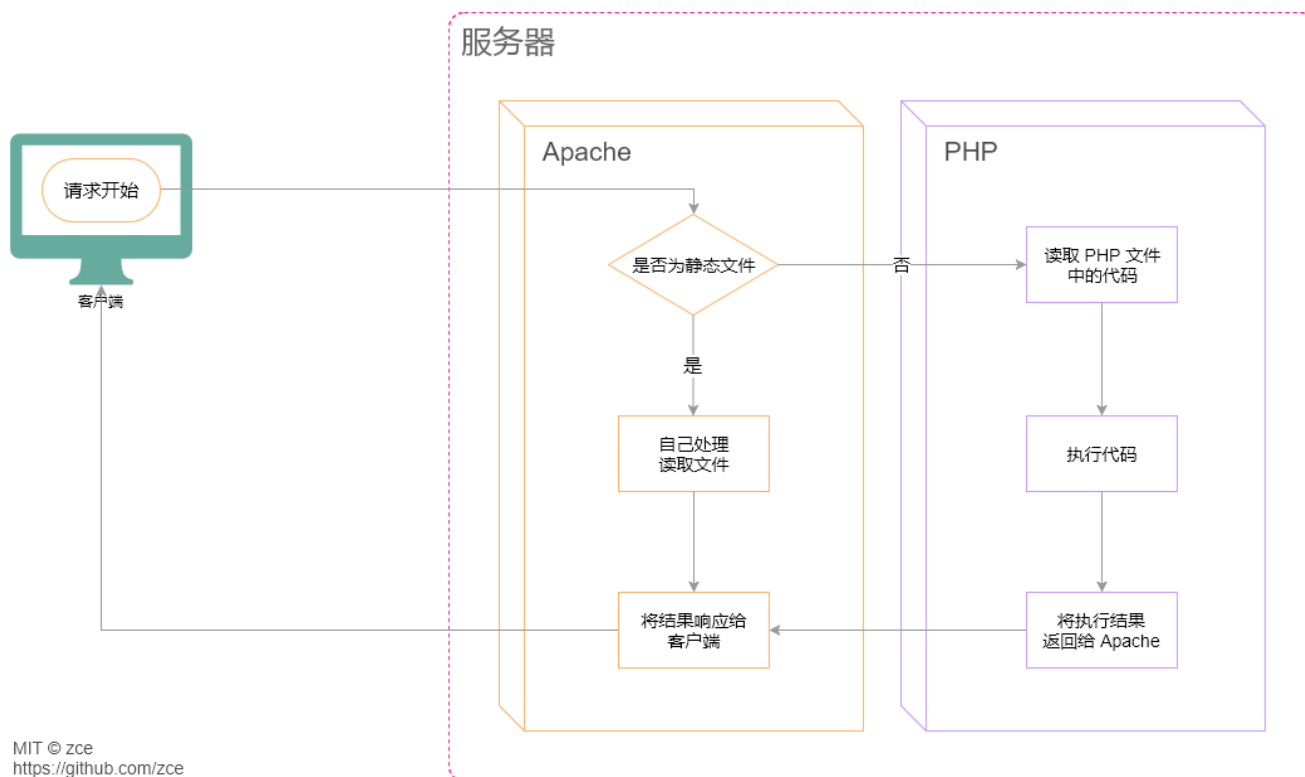 服务器
Apache
PHP
请求开始
是否为静态文件
否
读取 PHP 文件
中的代码
客户端
是
自己处理
读取文件
执行代码
将结果响应给
客户端
将执行结果
返回给 Apache
MIT © zce
https://github.com/zce